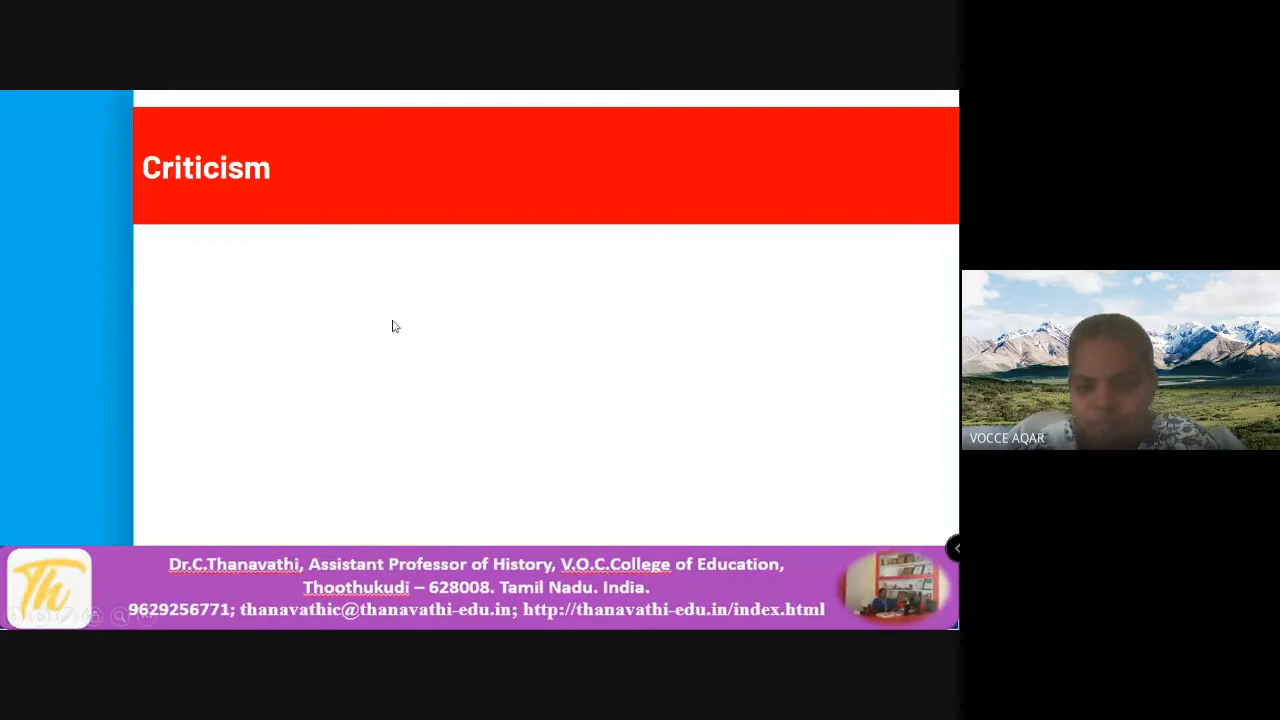 Criticism
VOCCE AQAR
Th
Dr.C.Thanavathi, Assistant Professor of History, V.O.C.College of Education,
Thoothukudi – 628008. Tamil Nadu. India.
9629256771; thanavathic@thanavathi-edu.in; http://thanavathi-edu.in/index.html